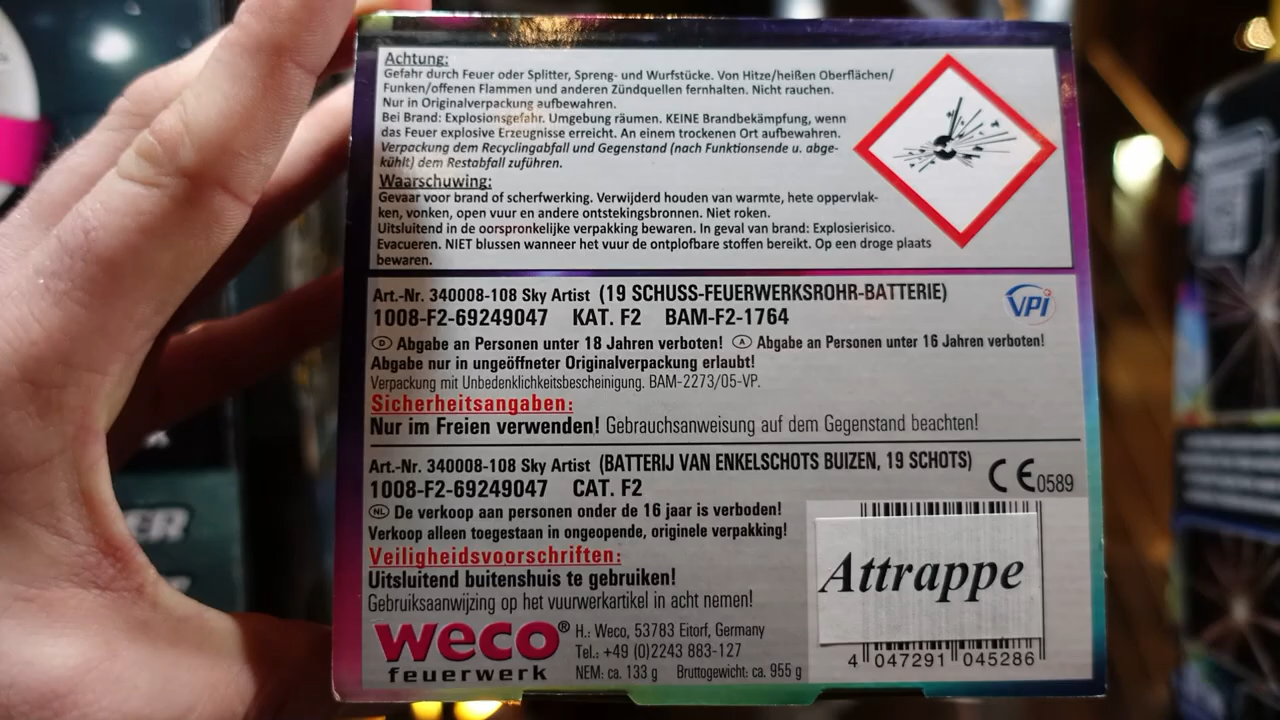 Achtung:
Gefahr durch Feuer oder Splitter, Spreng- und Wurfstücke. Von Hitze/heißen Oberflächen/
Funken/offenen Flammen und anderen Zündquellen fernhalten. Nicht rauchen.
Nur in Originalverpackung aufbewahren.
Bei Brand: Explosionsgefahr. Umgebung räumen. KEINE Brandbekämpfung, wenn
das Feuer explosive Erzeugnisse erreicht. An einem trockenen Ort aufbewahren.
Verpackung dem Recyclingabfall und Gegenstand (nach Funktionsende u. abge-
kühlt) dem Restabfall zuführen.
Waarschuwing:
Gevaar voor brand of scherfwerking. Verwijderd houden van warmte, hete oppervlak-
ken, vonken, open vuur en andere ontstekingsbronnen. Niet roken.
Uitsluitend in de oorspronkelijke verpakking bewaren. In geval van brand: Explosierisico.
Evacueren. NIET blussen wanneer het vuur de ontplofbare stoffen bereikt. Op een droge plaats
bewaren.
Art.-Nr. 340008-108 Sky Artist (19 SCHUSS-FEUERWERKSROHR-BATTERIE)
VPi
1008-F2-69249047 KAT. F2 BAM-F2-1764
D Abgabe an Personen unter 18 Jahren verboten! A Abgabe an Personen unter 16 Jahren verboten!
Abgabe nur in ungeöffneter Originalverpackung erlaubt!
Verpackung mit Unbedenklichkeitsbescheinigung. BAM-2273/05-VP.
Sicherheitsangaben:
Nur im Freien verwenden! Gebrauchsanweisung auf dem Gegenstand beachten!
Art.-Nr. 340008-108 Sky Artist (BATTERIJ VAN ENKELSCHOTS BUIZEN, 19 SCHOTS)
CE 0589
1008-F2-69249047 CAT. F2
NL De verkoop aan personen onder de 16 jaar is verboden!
Verkoop alleen toegestaan in ongeopende, originele verpakking!
Veiligheidsvoorschriften:
Uitsluitend buitenshuis te gebruiken!
Gebruiksaanwijzing op het vuurwerkartikel in acht nemen!
Attrappe
weco®
feuerwerk
H.: Weco, 53783 Eitorf, Germany
Tel.: +49 (0)2243 883-127
NEM: ca. 133 g Bruttogewicht: ca. 955 g
4 047291 045286